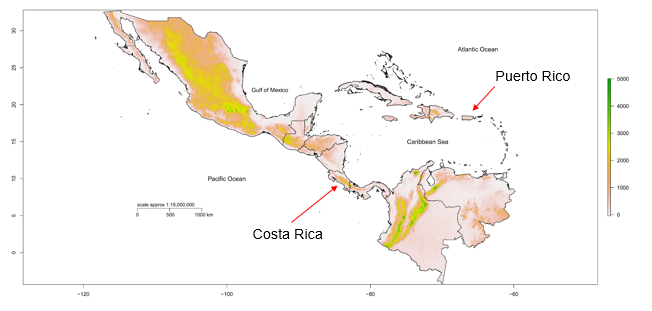 Atlantic Ocean
Puerto Rico
Gulf of Mexico
Caribbean Sea
Pacific Ocean
scale approx 1:19,000,000
0 500 1000 km
Costa Rica
30
25
20
15
10
5
0
−120
−100
−80
−60
5000
4000
3000
2000
1000
0